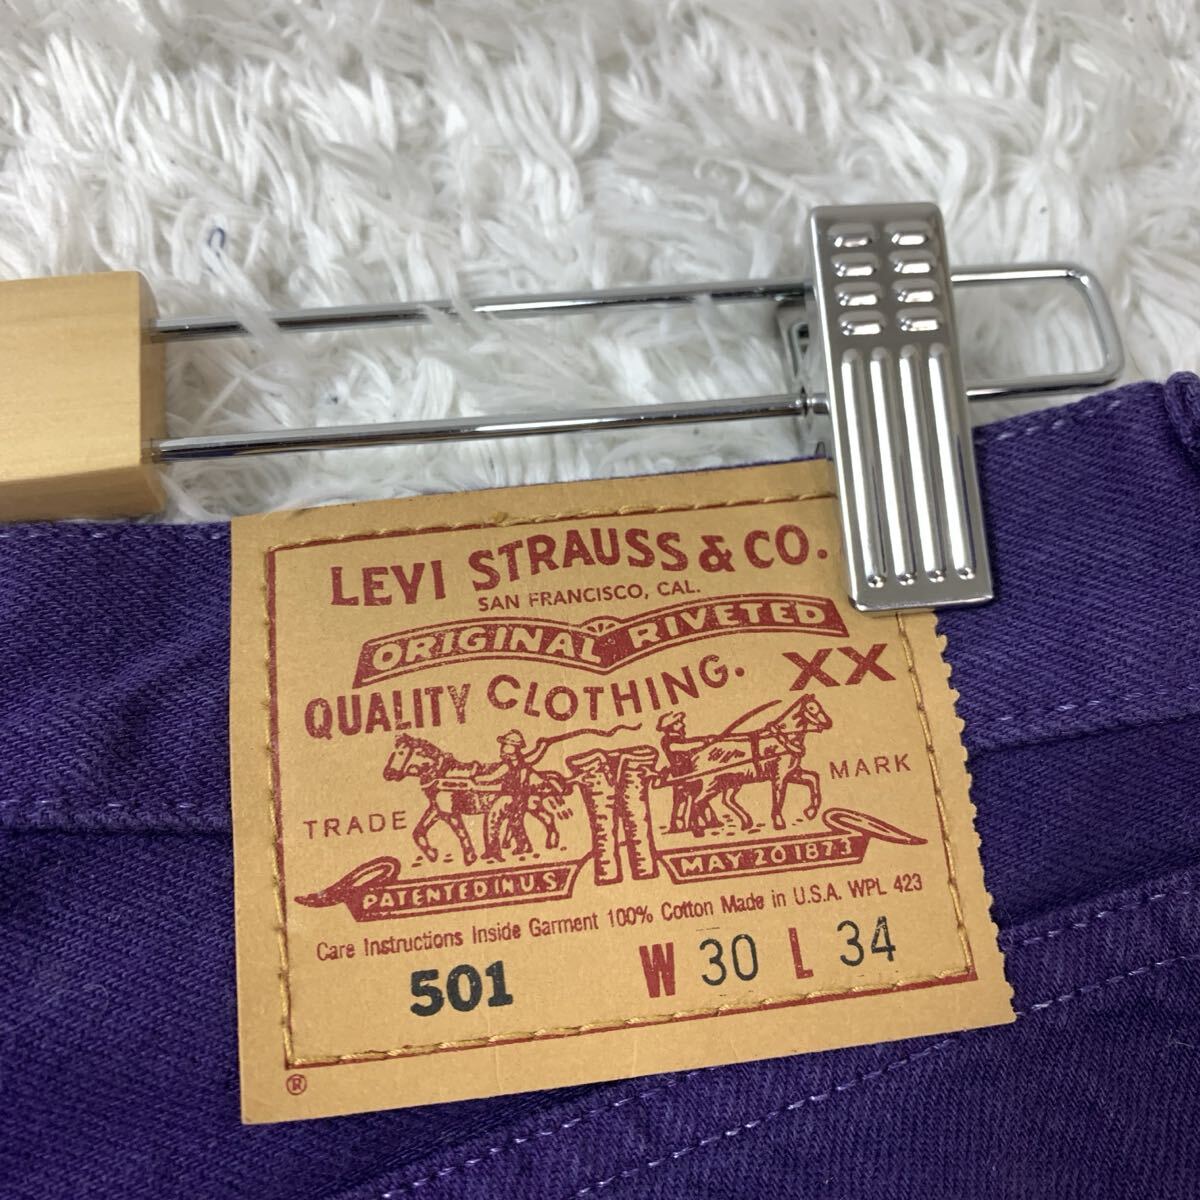 LEVI STRAUSS & CO.
SAN FRANCISCO, CAL.
ORIGINAL RIVETED
QUALITY CLOTHING. XX
TRADE MARK
PATENTED IN U.S. MAY 20 1873
Care Instructions Inside Garment 100% Cotton Made in U.S.A. WPL 423
501 W 30 L 34
®